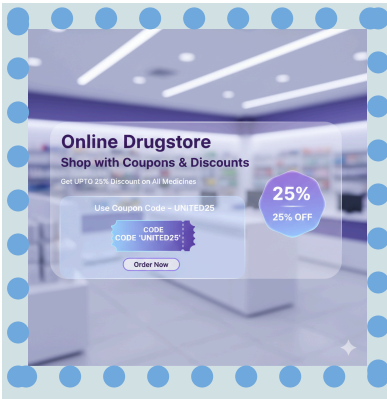 Online Drugstore
Shop with Coupons & Discounts
Get UPTO 25% Discount on All Medicines
Use Coupon Code – UNITED25
CODE
CODE 'UNITED25'
Order Now
25%
25% OFF